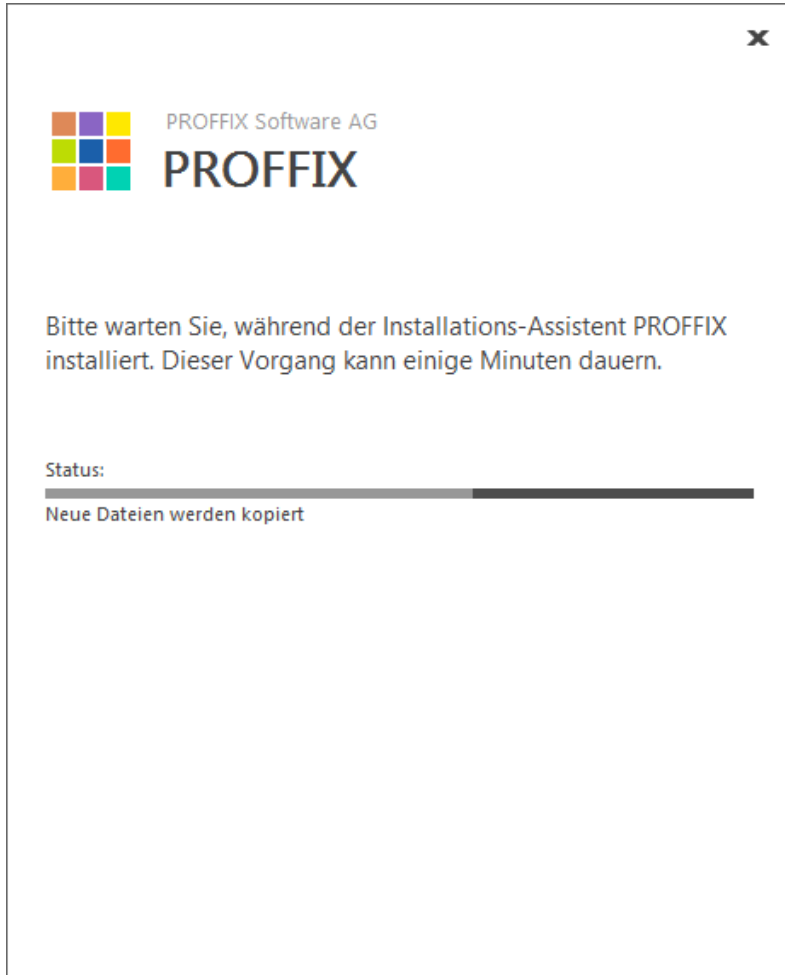 PROFFIX Software AG
PROFFIX
Bitte warten Sie, während der Installations-Assistent PROFFIX
installiert. Dieser Vorgang kann einige Minuten dauern.
Status:
Neue Dateien werden kopiert